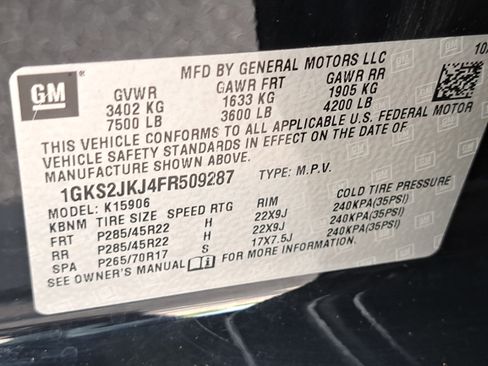 GM
MFD BY GENERAL MOTORS LLC
10/
GVWR GAWR FRT GAWR RR
3402 KG 1633 KG 1905 KG
7500 LB 3600 LB 4200 LB
THIS VEHICLE CONFORMS TO ALL APPLICABLE U.S. FEDERAL MOTOR
VEHICLE SAFETY STANDARDS IN EFFECT ON THE DATE OF
MANUFACTURE SHOWN ABOVE.
1GKS2JKJ4FR509287 TYPE: M.P.V.
MODEL: K15906
KBNM TIRE SIZE SPEED RTG RIM COLD TIRE PRESSURE
FRT P285/45R22 H 22X9J 240KPA(35PSI)
RR P285/45R22 H 22X9J 240KPA(35PSI)
SPA P265/70R17 S 17X7.5J 240KPA(35PSI)
SEE OWNER'S MANUAL FOR MORE INFORMATION.